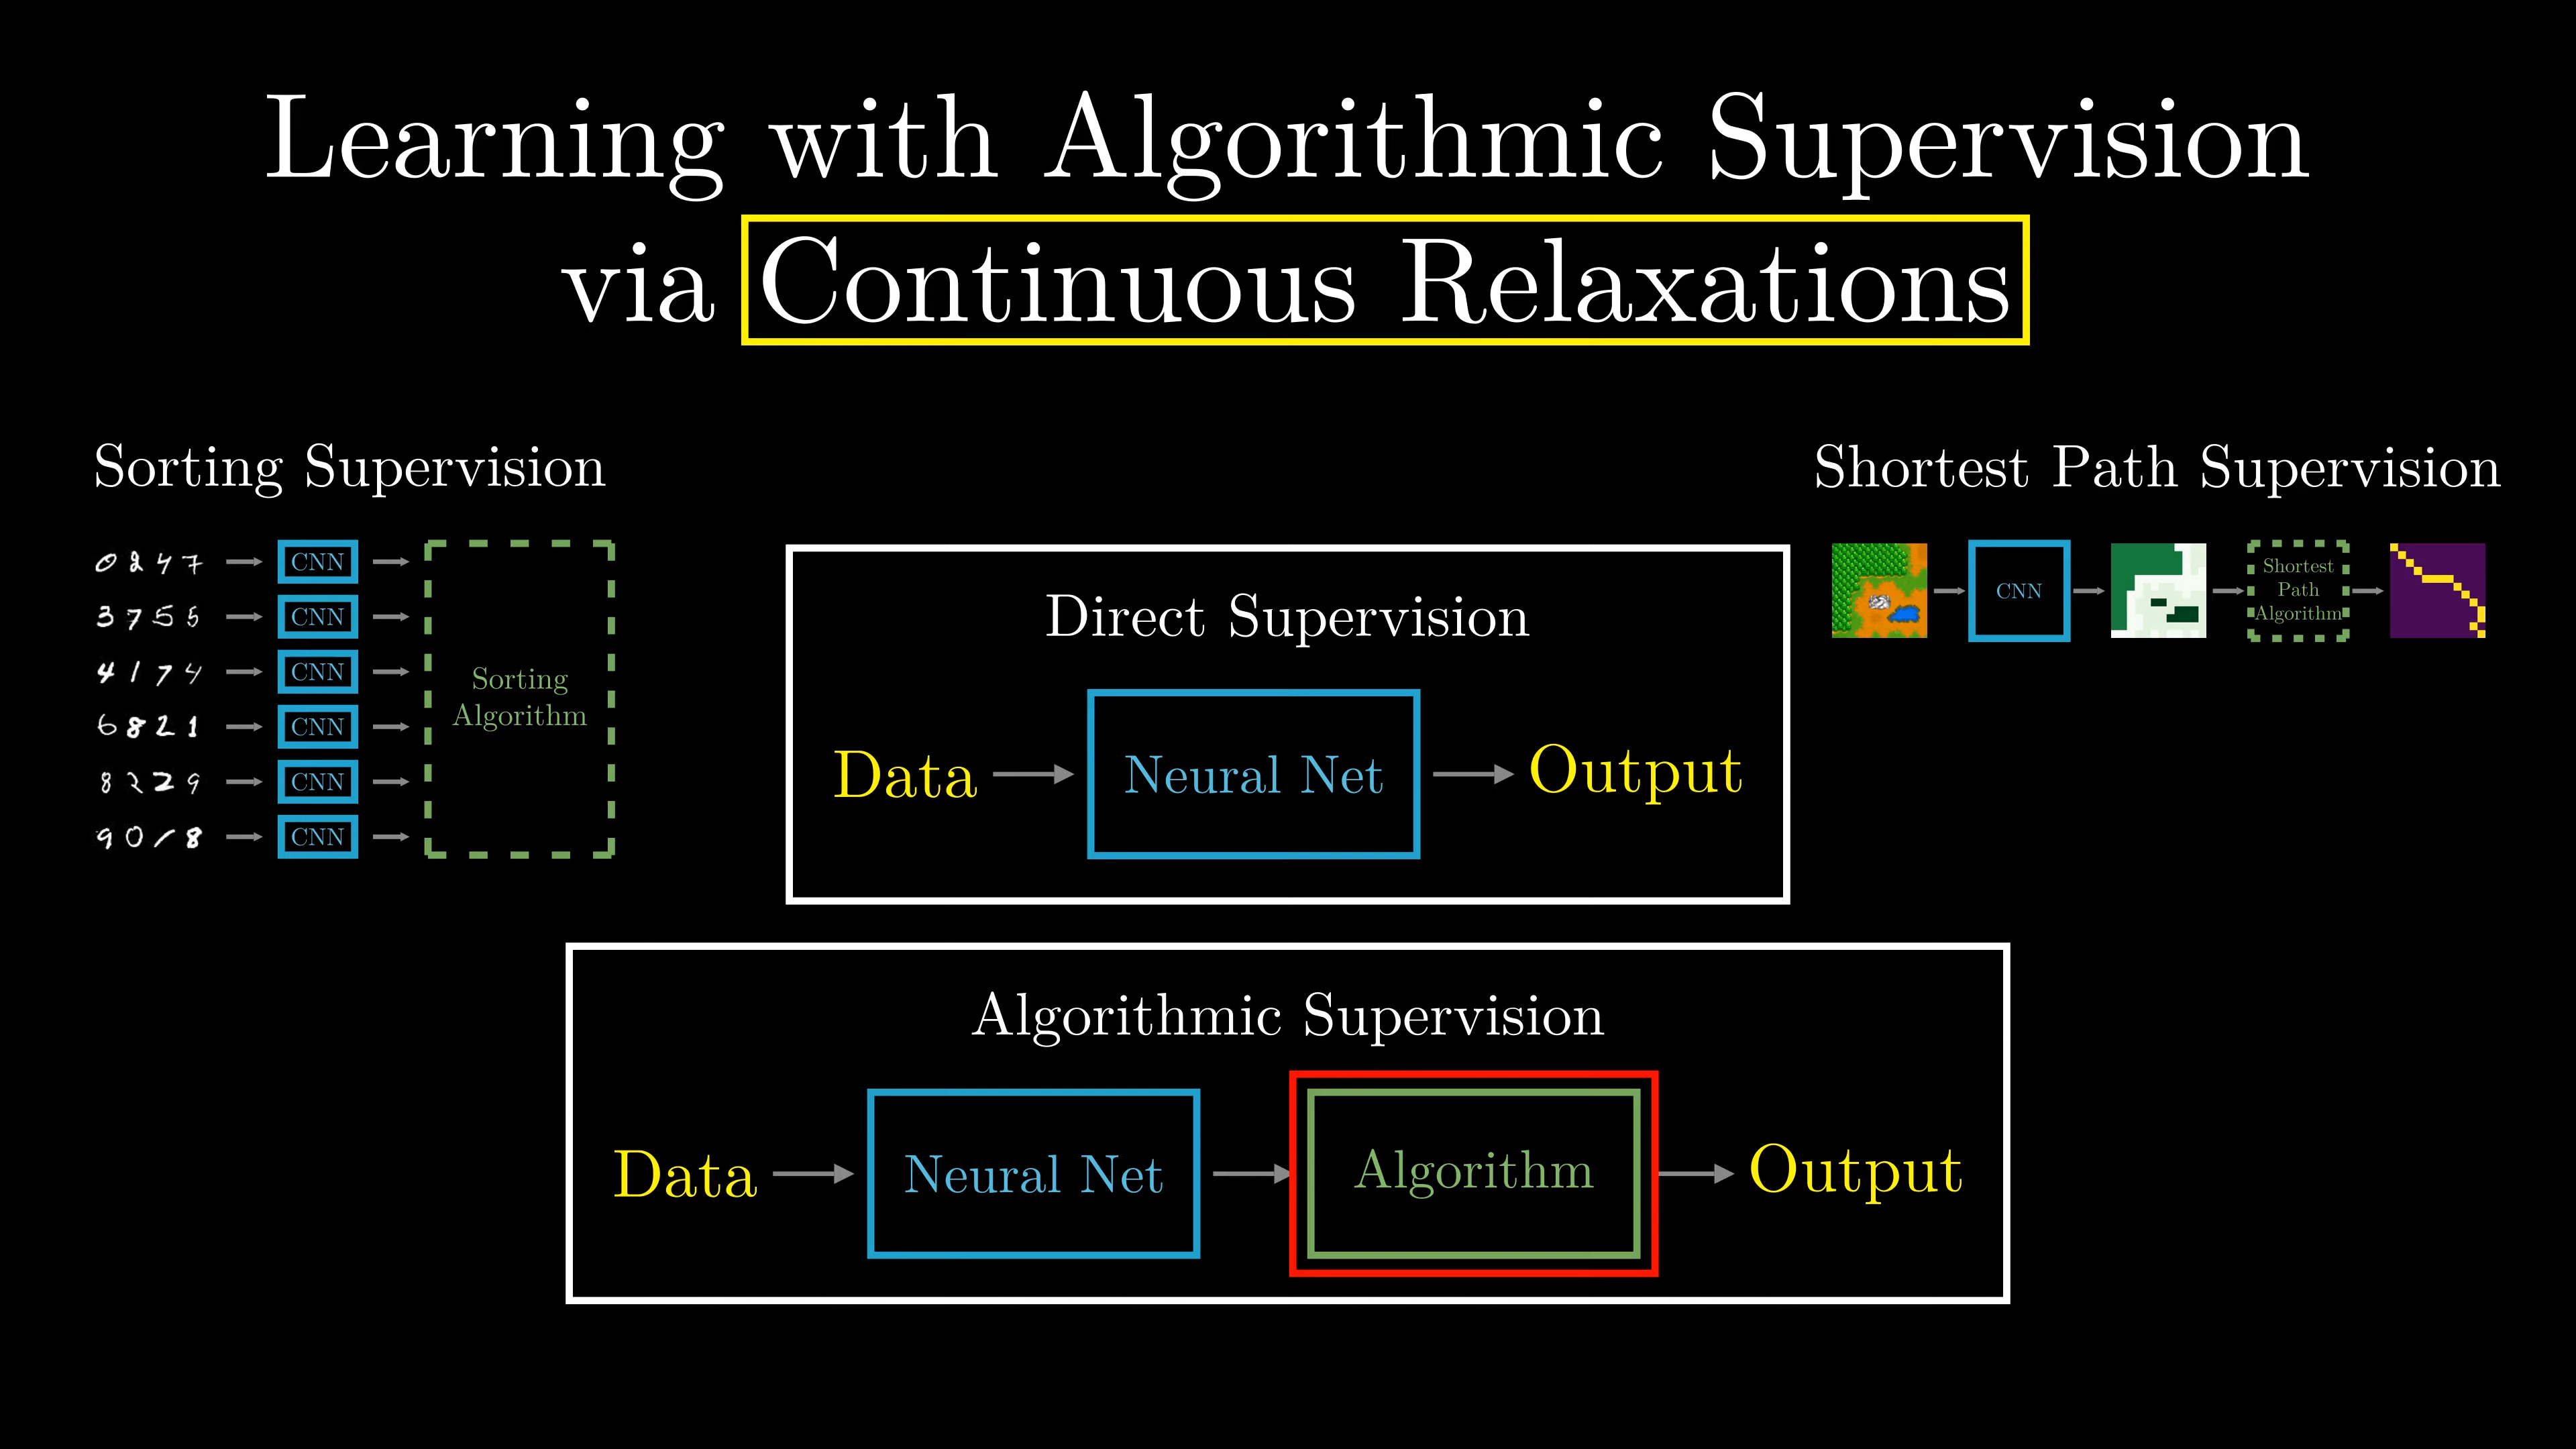 Learning with Algorithmic Supervision
via Continuous Relaxations
Sorting Supervision
0 2 4 7
CNN
3 7 5 5
CNN
4 1 7 4
CNN
6 8 2 1
CNN
8 2 2 9
CNN
9 0 1 8
CNN
Sorting
Algorithm
Direct Supervision
Data
Neural Net
Output
Shortest Path Supervision
CNN
Shortest
Path
Algorithm
Algorithmic Supervision
Data
Neural Net
Algorithm
Output